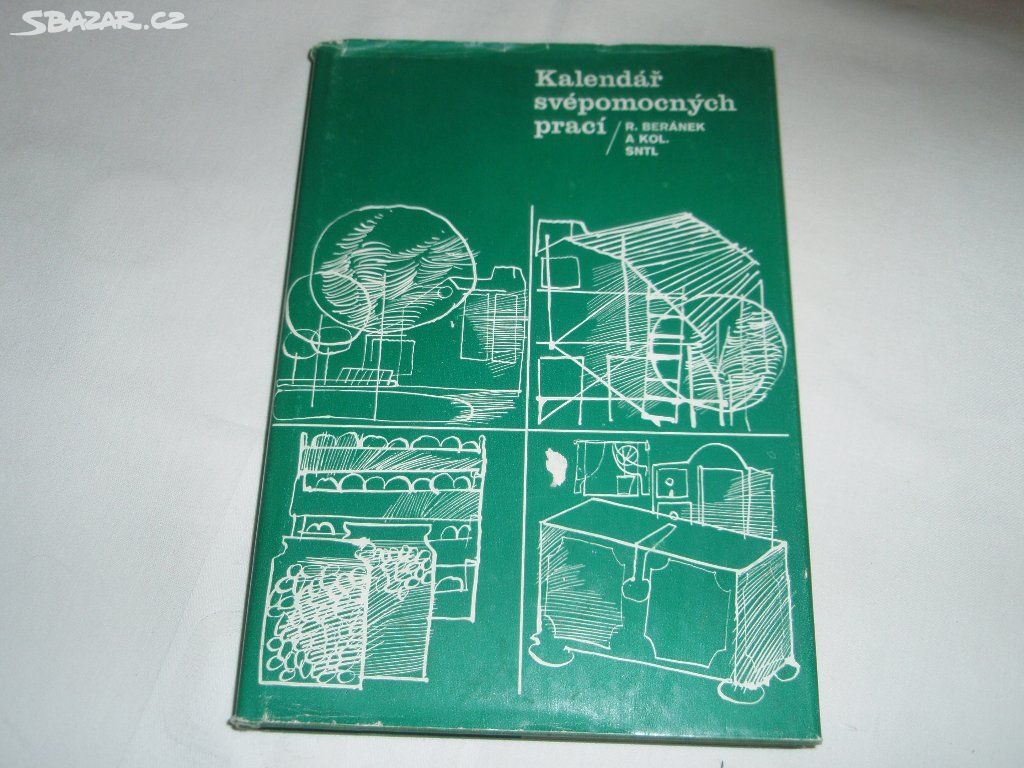 SBAZAR.CZ
Kalendář
svépomocných
prací
R. BERÁNEK
A KOL.
SNTL